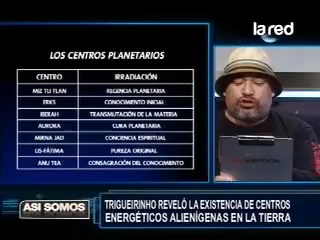 la red
LOS CENTROS PLANETARIOS
CENTRO IRRADIACIÓN
MIZ TLI TLAN REGENCIA PLANETARIA
ERKS CONOCIMIENTO INICIAL
IBERAH TRANSMUTACIÓN DE LA MATERIA
AURORA CURA PLANETARIA
MIRNA JAD CONCIENCIA ESPIRITUAL
LIS-FÁTIMA PUREZA ORIGINAL
ANU TEA CONSAGRACIÓN DEL CONOCIMIENTO
ASI SOMOS
TRIGUEIRINHO REVELÓ LA EXISTENCIA DE CENTROS
ENERGÉTICOS ALIENÍGENAS EN LA TIERRA